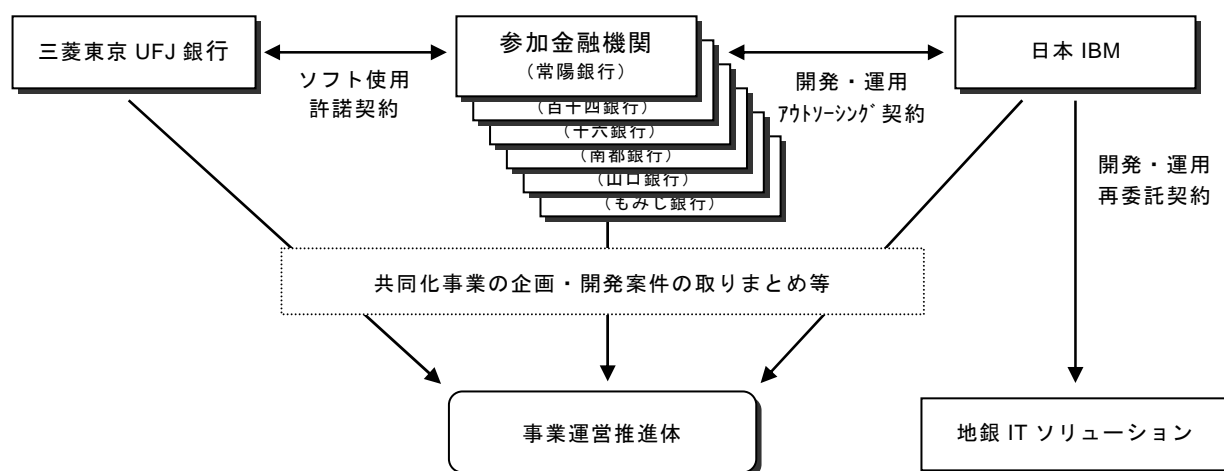 三菱東京 UFJ 銀行
参加金融機関
（常陽銀行）
（百十四銀行）
（十六銀行）
（南都銀行）
（山口銀行）
（もみじ銀行）
日本 IBM
ソフト使用
許諾契約
開発・運用
ｱｳﾄｿｰｼﾝｸﾞ契約
開発・運用
再委託契約
共同化事業の企画・開発案件の取りまとめ等
事業運営推進体
地銀 IT ソリューション